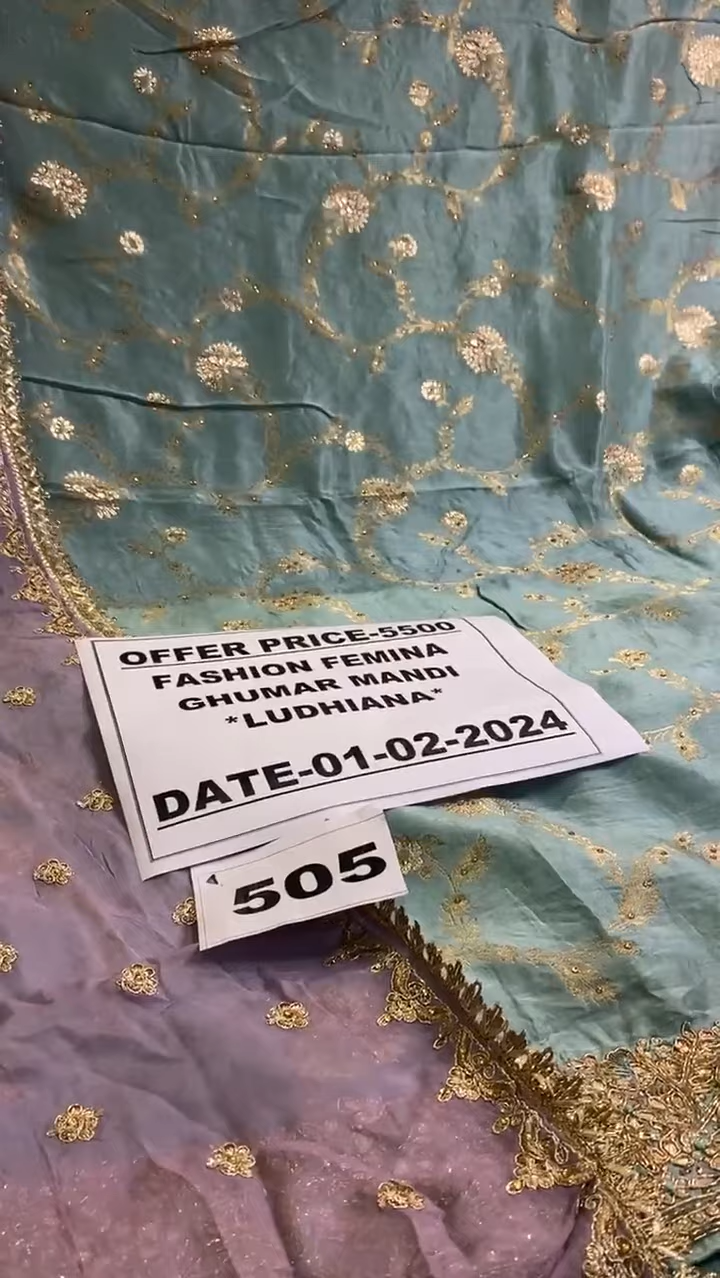 OFFER PRICE-5500
FASHION FEMINA
GHUMAR MANDI
*LUDHIANA*
DATE-01-02-2024
505